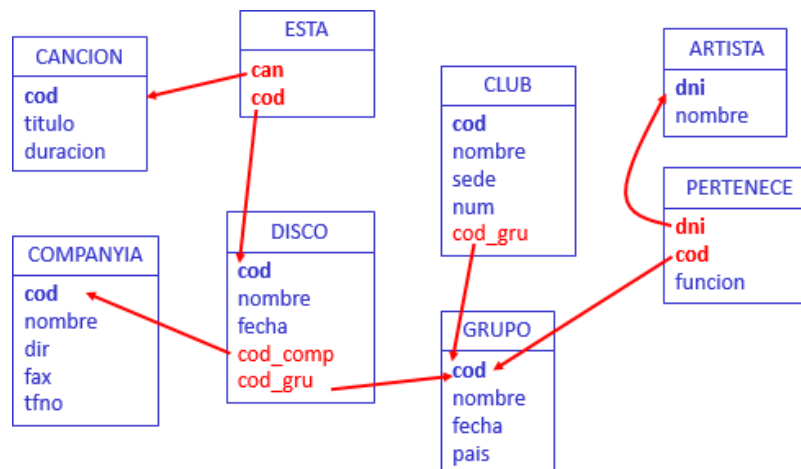 CANCION
cod
titulo
duracion
ESTA
can
cod
CLUB
cod
nombre
sede
num
cod_gru
ARTISTA
dni
nombre
PERTENECE
dni
cod
funcion
COMPANYIA
cod
nombre
dir
fax
tfno
DISCO
cod
nombre
fecha
cod_comp
cod_gru
GRUPO
cod
nombre
fecha
pais